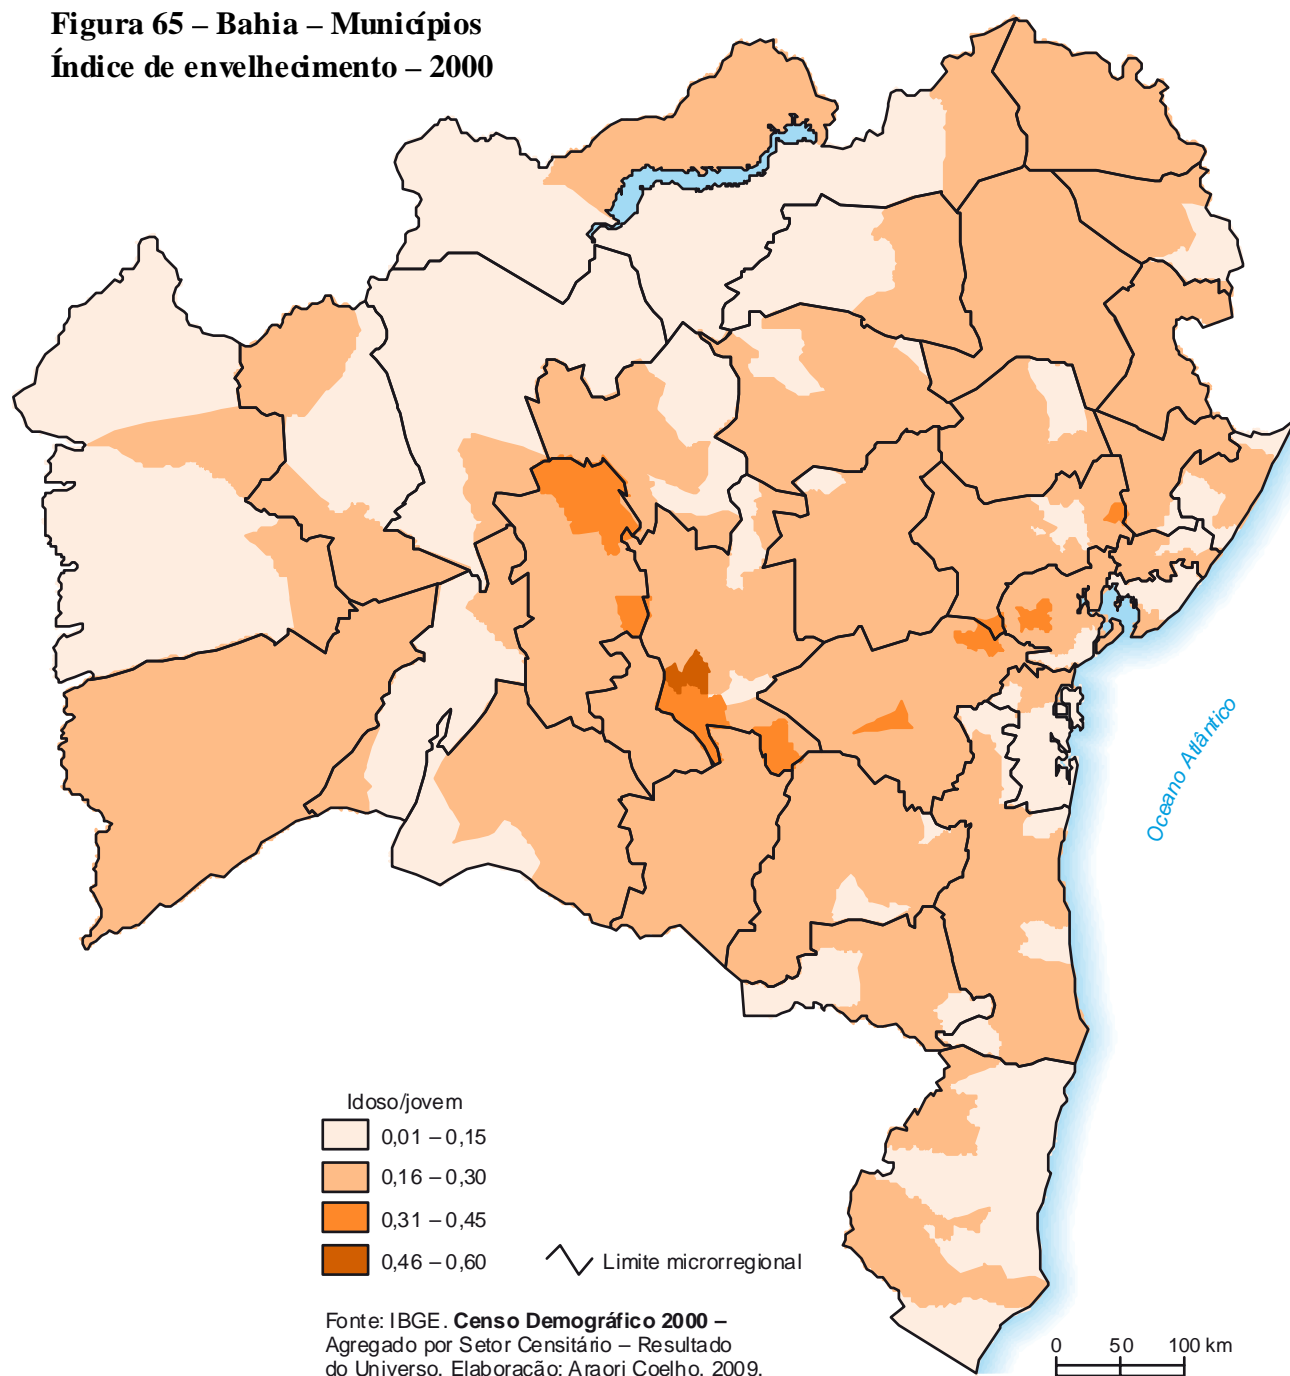 Figura 65 – Bahia – Municípios
Índice de envelhecimento – 2000
Oceano Atlântico
Idoso/jovem
0,01 – 0,15
0,16 – 0,30
0,31 – 0,45
0,46 – 0,60
Limite microrregional
Fonte: IBGE. Censo Demográfico 2000 –
Agregado por Setor Censitário – Resultado
do Universo. Elaboração: Araori Coelho, 2009.
0 50 100 km